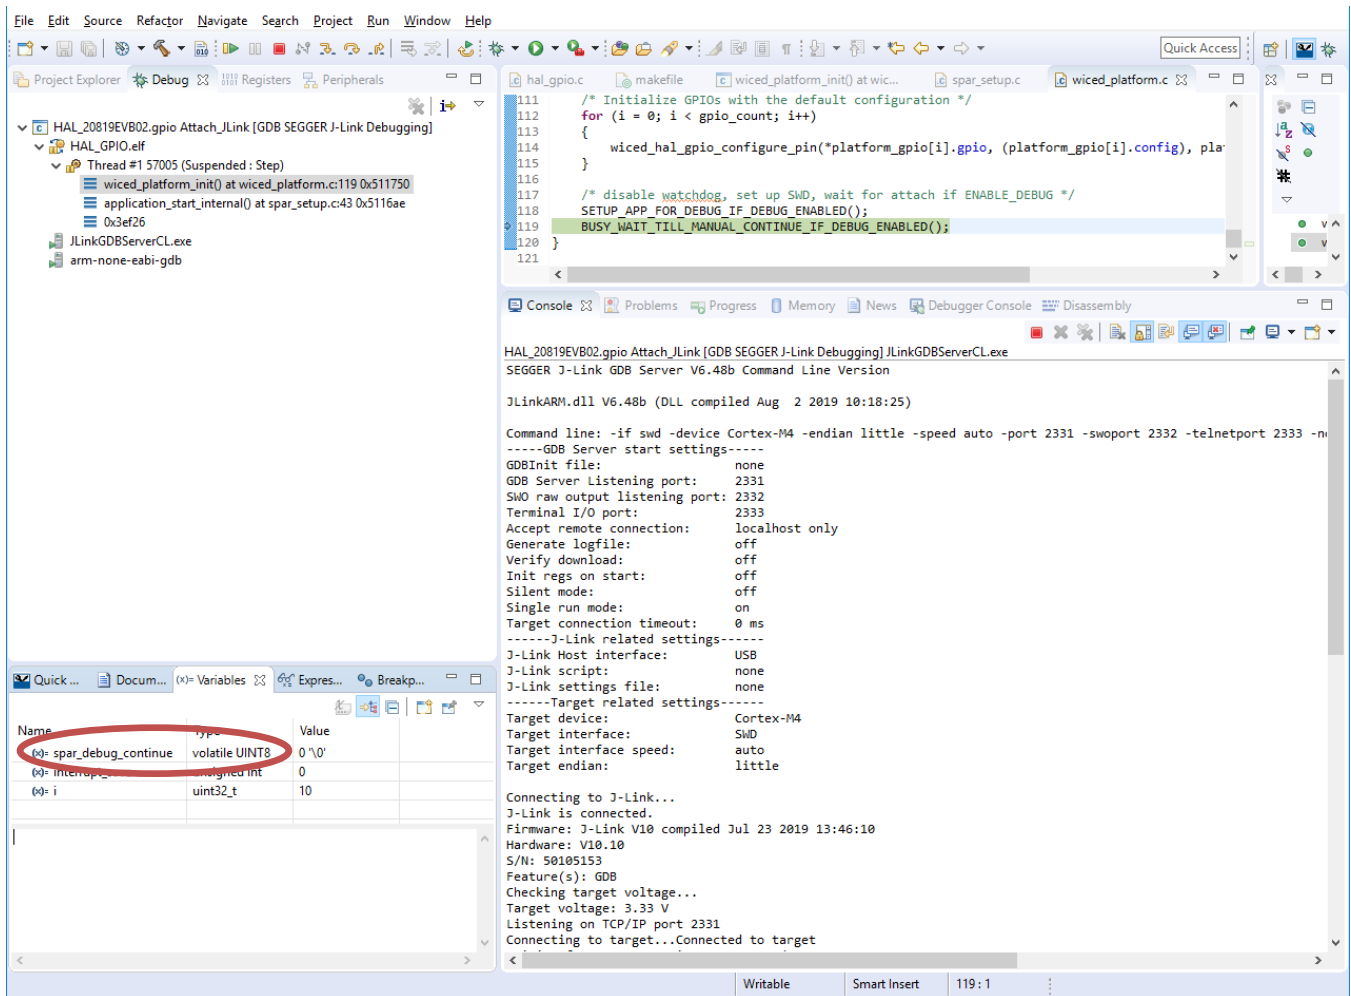 File Edit Source Refactor Navigate Search Project Run Window Help
Quick Access
Project Explorer Debug Registers Peripherals
HAL_20819EVB02.gpio Attach_JLink [GDB SEGGER J-Link Debugging]
HAL_GPIO.elf
Thread #1 57005 (Suspended : Step)
wiced_platform_init() at wiced_platform.c:119 0x511750
application_start_internal() at spar_setup.c:43 0x5116ae
0x3ef26
JLinkGDBServerCL.exe
arm-none-eabi-gdb
hal_gpio.c makefile wiced_platform_init() at wic... spar_setup.c wiced_platform.c
111 /* Initialize GPIOs with the default configuration */
112 for (i = 0; i < gpio_count; i++)
113 {
114 wiced_hal_gpio_configure_pin(*platform_gpio[i].gpio, (platform_gpio[i].config), pla
115 }
116
117 /* disable watchdog, set up SWD, wait for attach if ENABLE_DEBUG */
118 SETUP_APP_FOR_DEBUG_IF_DEBUG_ENABLED();
119 BUSY_WAIT_TILL_MANUAL_CONTINUE_IF_DEBUG_ENABLED();
120 }
121
v
v
Console Problems Progress Memory News Debugger Console Disassembly
HAL_20819EVB02.gpio Attach_JLink [GDB SEGGER J-Link Debugging] JLinkGDBServerCL.exe
SEGGER J-Link GDB Server V6.48b Command Line Version
JLinkARM.dll V6.48b (DLL compiled Aug  2 2019 10:18:25)
Command line: -if swd -device Cortex-M4 -endian little -speed auto -port 2331 -swoport 2332 -telnetport 2333 -n
-----GDB Server start settings-----
GDBInit file: none
GDB Server Listening port: 2331
SWO raw output listening port: 2332
Terminal I/O port: 2333
Accept remote connection: localhost only
Generate logfile: off
Verify download: off
Init regs on start: off
Silent mode: off
Single run mode: on
Target connection timeout: 0 ms
------J-Link related settings------
J-Link Host interface: USB
J-Link script: none
J-Link settings file: none
------Target related settings------
Target device: Cortex-M4
Target interface: SWD
Target interface speed: auto
Target endian: little
Connecting to J-Link...
J-Link is connected.
Firmware: J-Link V10 compiled Jul 23 2019 13:46:10
Hardware: V10.10
S/N: 50105153
Feature(s): GDB
Checking target voltage...
Target voltage: 3.33 V
Listening on TCP/IP port 2331
Connecting to target...Connected to target
Quick ... Docum... (x)= Variables Expres... Breakp...
Name Type Value
(x)= spar_debug_continue volatile UINT8 0 '\0'
(x)= unsigned int 0
(x)= i uint32_t 10
Writable Smart Insert 119 : 1